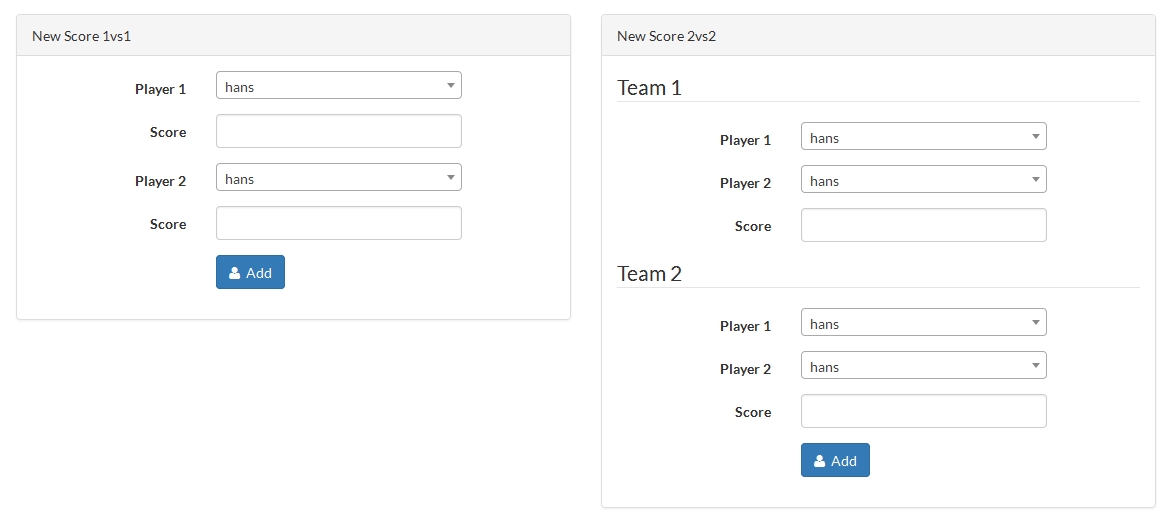 New Score 1vs1
Player 1 hans
Score
Player 2 hans
Score
Add
New Score 2vs2
Team 1
Player 1 hans
Player 2 hans
Score
Team 2
Player 1 hans
Player 2 hans
Score
Add